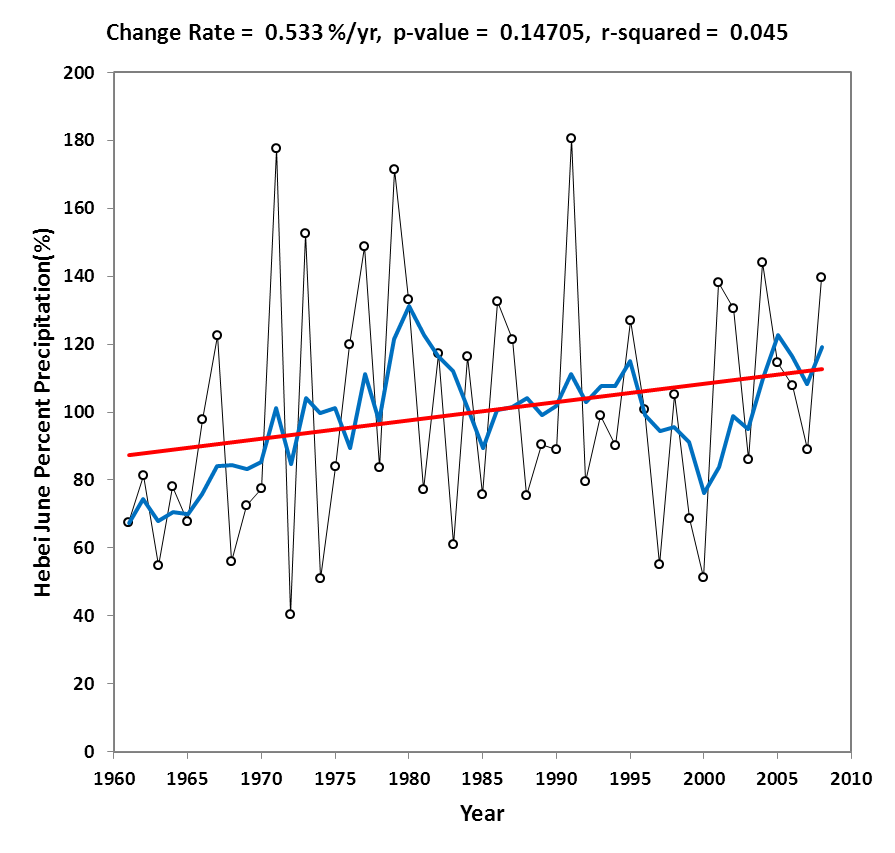 Change Rate = 0.533 %/yr, p-value = 0.14705, r-squared = 0.045
Hebei June Percent Precipitation(%)
200
180
160
140
120
100
80
60
40
20
0
1960 1965 1970 1975 1980 1985 1990 1995 2000 2005 2010
Year